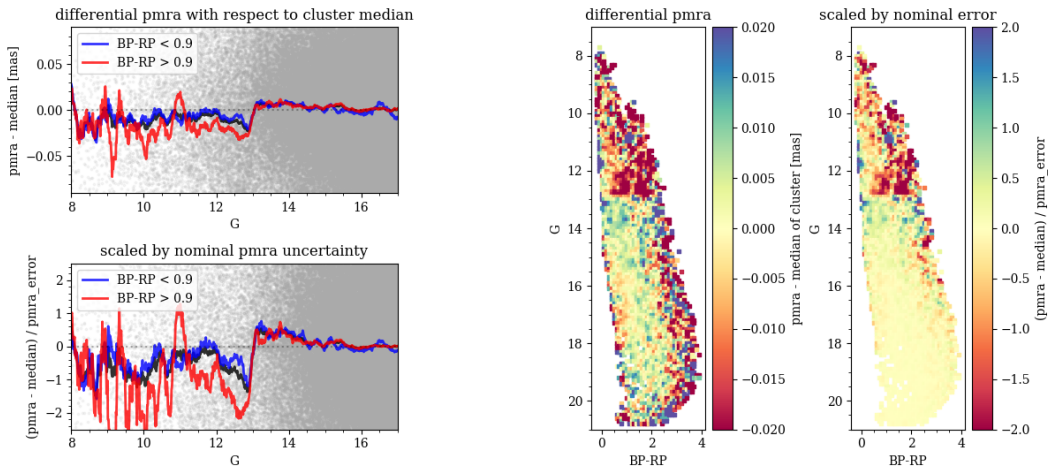 differential pmra with respect to cluster median
BP-RP < 0.9
BP-RP > 0.9
0.05
0.00
−0.05
pmra - median [mas]
8 10 12 14 16
G
scaled by nominal pmra uncertainty
BP-RP < 0.9
BP-RP > 0.9
2
1
0
−1
−2
(pmra - median) / pmra_error
8 10 12 14 16
G
differential pmra
8
10
12
14
16
18
20
G
0 2 4
BP-RP
0.020
0.015
0.010
0.005
0.000
−0.005
−0.010
−0.015
−0.020
pmra - median of cluster [mas]
scaled by nominal error
8
10
12
14
16
18
20
G
0 2 4
BP-RP
2.0
1.5
1.0
0.5
0.0
−0.5
−1.0
−1.5
−2.0
(pmra - median) / pmra_error